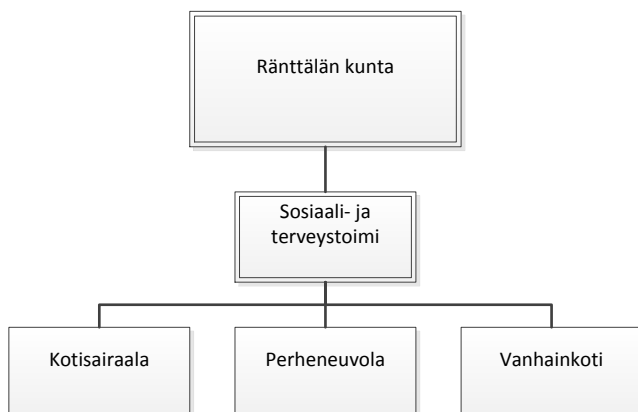 Ränttälän kunta
Sosiaali- ja
terveystoimi
Kotisairaala
Perheneuvola
Vanhainkoti